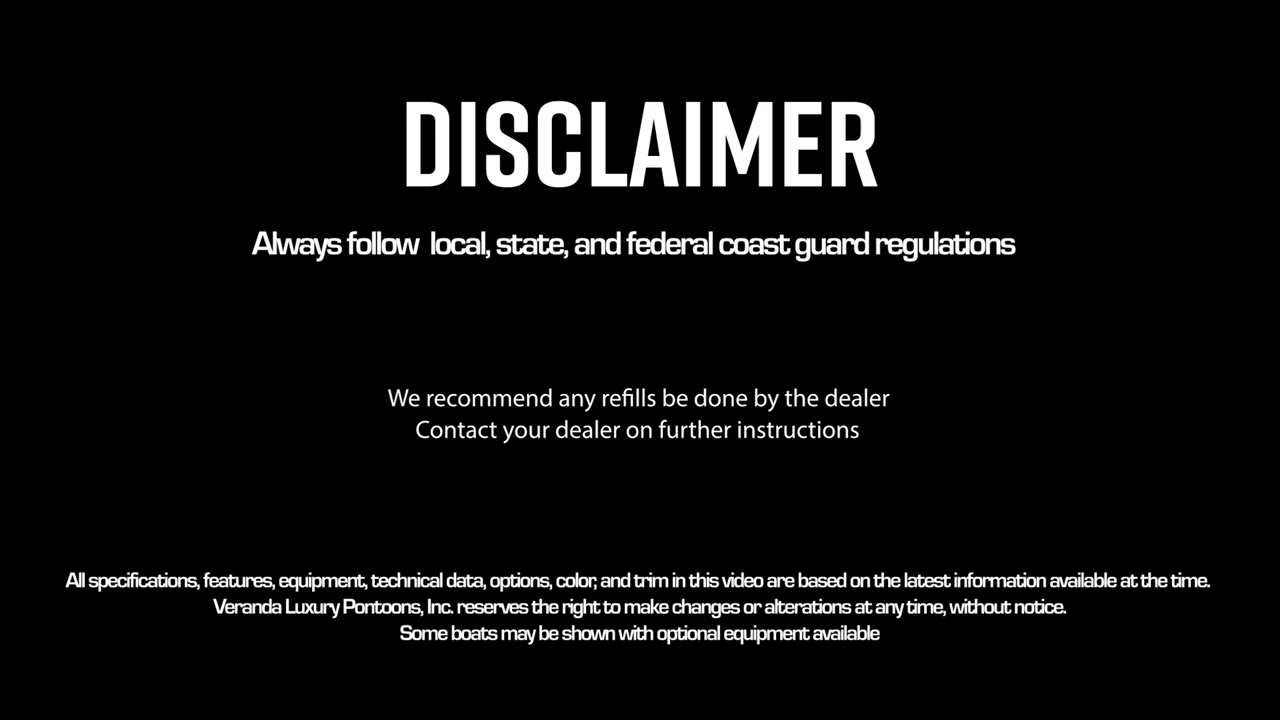 DISCLAIMER
Always follow local, state, and federal coast guard regulations
We recommend any refills be done by the dealer
Contact your dealer on further instructions
All specifications, features, equipment, technical data, options, color, and trim in this video are based on the latest information available at the time.
Veranda Luxury Pontoons, Inc. reserves the right to make changes or alterations at any time, without notice.
Some boats may be shown with optional equipment available